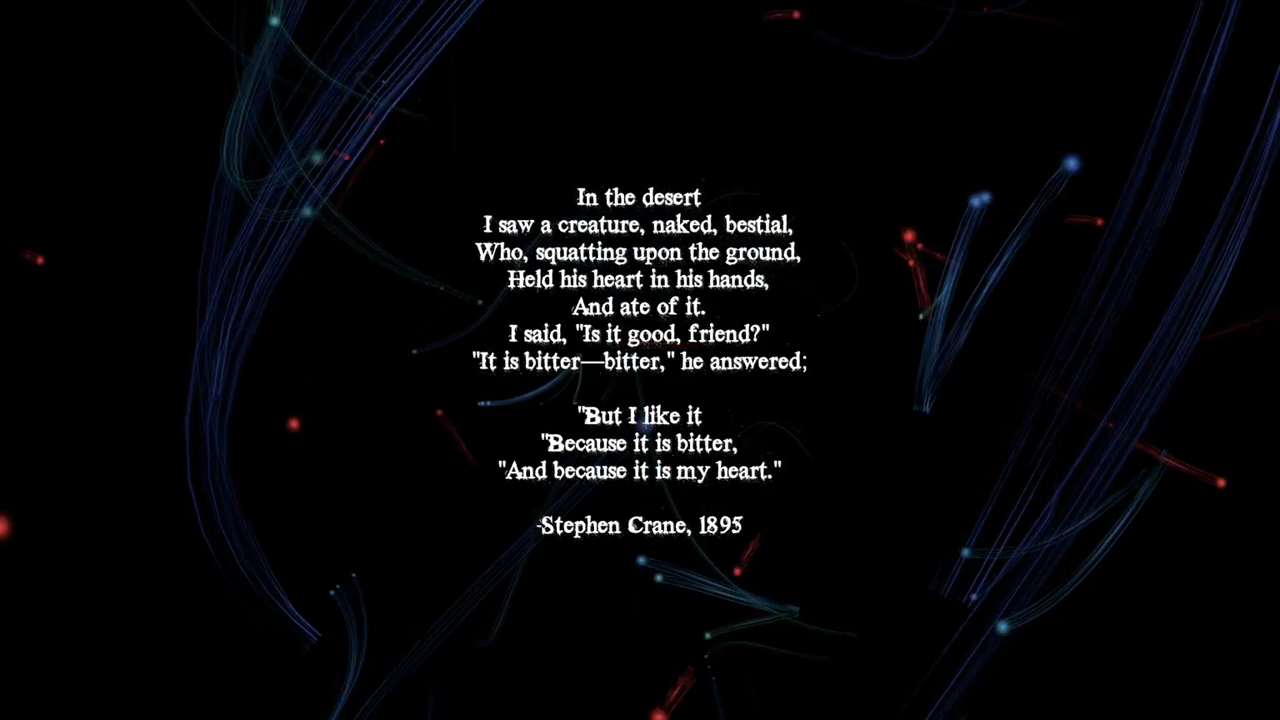 In the desert
I saw a creature, naked, bestial,
Who, squatting upon the ground,
Held his heart in his hands,
And ate of it.
I said, "Is it good, friend?"
"It is bitter—bitter," he answered;
"But I like it
"Because it is bitter,
"And because it is my heart."
-Stephen Crane, 1895